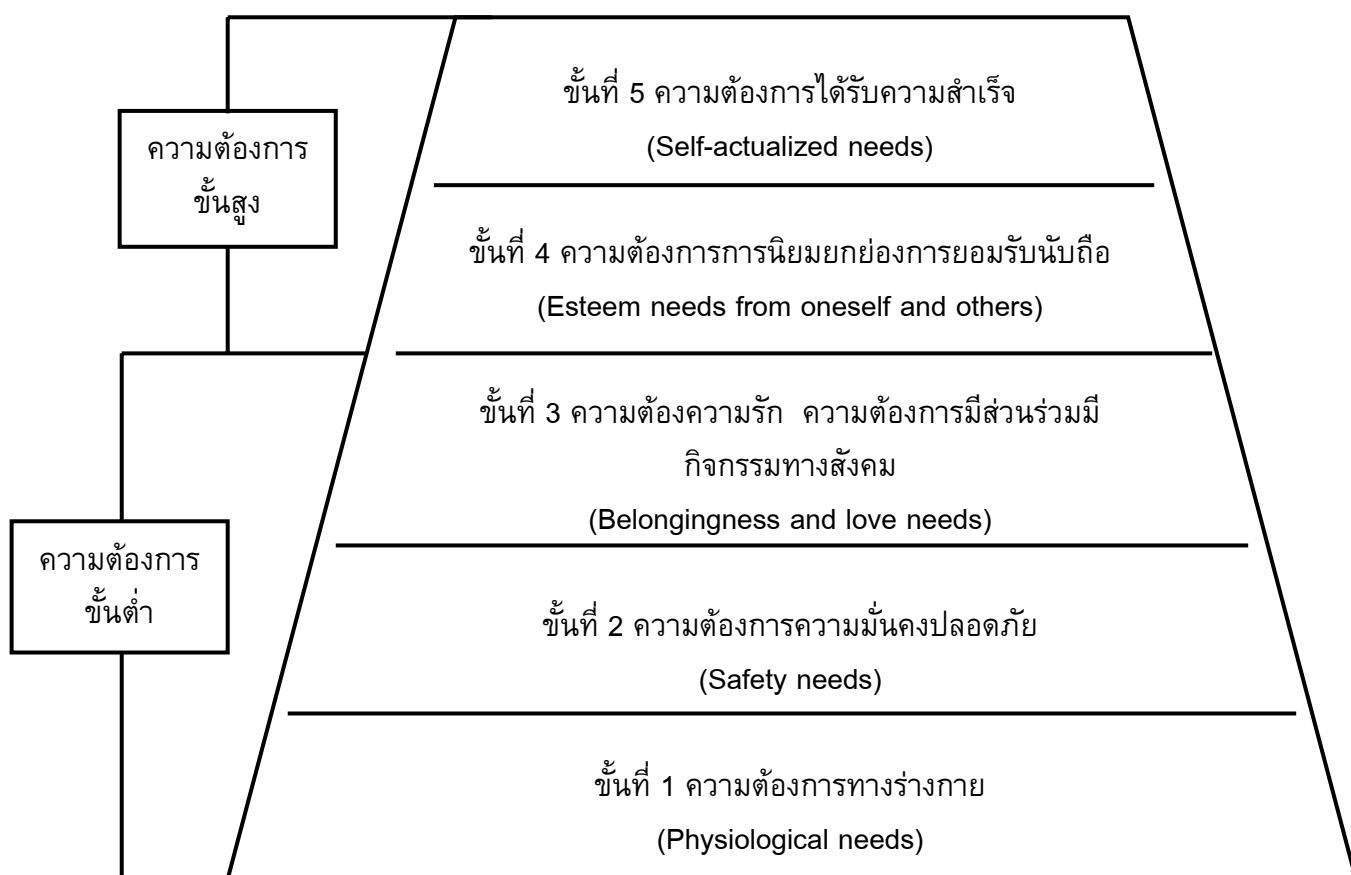 ขั้นที่ 5 ความต้องการได้รับความสำเร็จ
(Self-actualized needs)
ความต้องการ
ขั้นสูง
ขั้นที่ 4 ความต้องการการนิยมยกย่องการยอมรับนับถือ
(Esteem needs from oneself and others)
ขั้นที่ 3 ความต้องความรัก ความต้องการมีส่วนร่วมมี
กิจกรรมทางสังคม
(Belongingness and love needs)
ความต้องการ
ขั้นต่ำ
ขั้นที่ 2 ความต้องการความมั่นคงปลอดภัย
(Safety needs)
ขั้นที่ 1 ความต้องการทางร่างกาย
(Physiological needs)